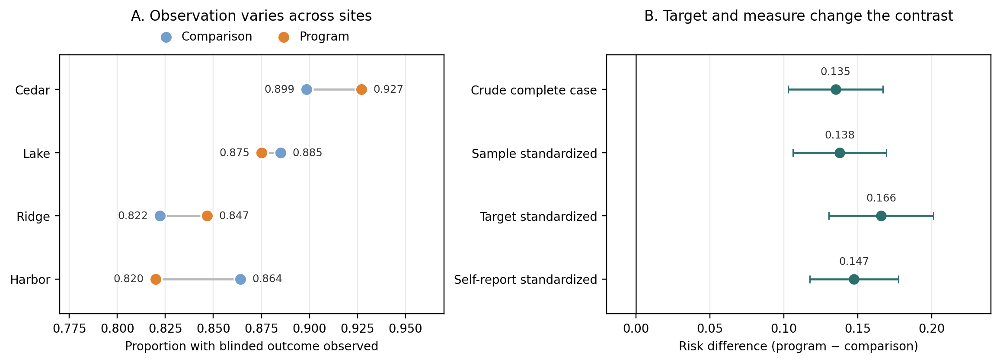 A. Observation varies across sites
Comparison
Program
Cedar
0.899
0.927
Lake
0.875
0.885
Ridge
0.822
0.847
Harbor
0.820
0.864
0.775
0.800
0.825
0.850
0.875
0.900
0.925
0.950
Proportion with blinded outcome observed
B. Target and measure change the contrast
Crude complete case
0.135
Sample standardized
0.138
Target standardized
0.166
Self-report standardized
0.147
0.00
0.05
0.10
0.15
0.20
Risk difference (program − comparison)